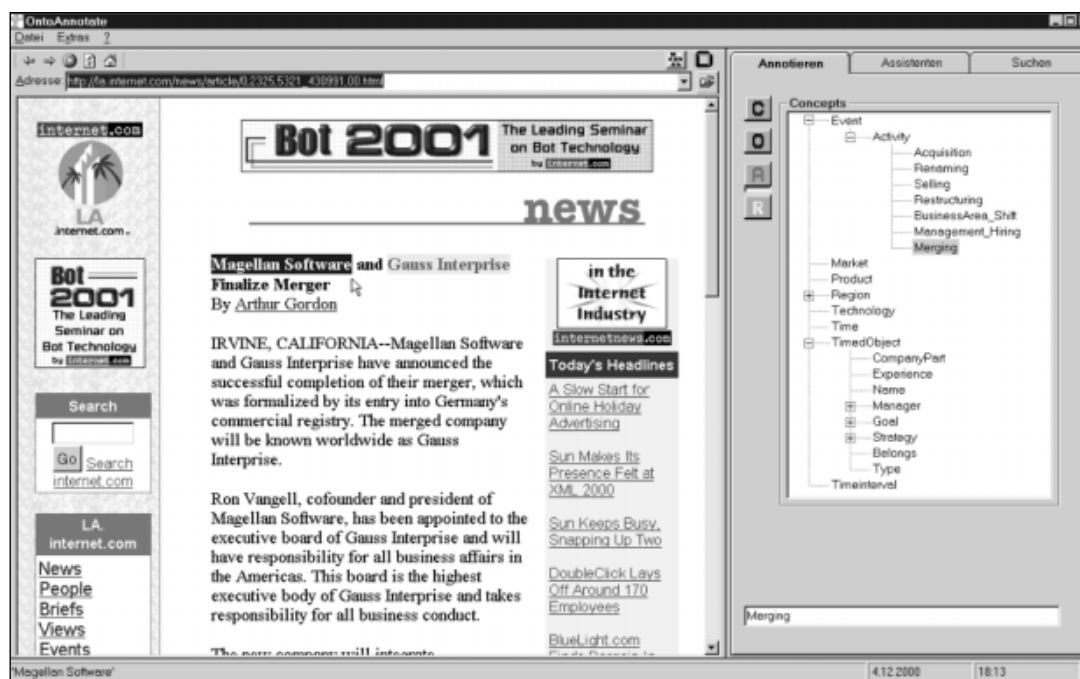 OntoAnnotate
Datei Extras ?
Adresse http://la.internet.com/news/article/0,2325,5321_430991,00.html
internet.com
LA
.internet.com
Bot
2001
The Leading
Seminar on
Bot Technology
by internet.com
Search
Go Search
internet.com
LA.
internet.com
News
People
Briefs
Views
Events
Bot 2001
The Leading Seminar
on Bot Technology
by internet.com
news
Magellan Software and Gauss Interprise
Finalize Merger
By Arthur Gordon
IRVINE, CALIFORNIA--Magellan Software
and Gauss Interprise have announced the
successful completion of their merger, which
was formalized by its entry into Germany's
commercial registry. The merged company
will be known worldwide as Gauss
Interprise.
Ron Vangell, cofounder and president of
Magellan Software, has been appointed to the
executive board of Gauss Interprise and will
have responsibility for all business affairs in
the Americas. This board is the highest
executive body of Gauss Interprise and takes
responsibility for all business conduct.
The new company will integrate
in the
Internet
Industry
internetnews.com
Today's Headlines
A Slow Start for
Online Holiday
Advertising
Sun Makes Its
Presence Felt at
XML 2000
Sun Keeps Busy,
Snapping Up Two
DoubleClick Lays
Off Around 170
Employees
BlueLight.com
Annotieren Assistenten Suchen
C
O
A
R
Concepts
Event
Activity
Acquisition
Renaming
Selling
Restructuring
BusinessArea_Shift
Management_Hiring
Merging
Market
Product
Region
Technology
Time
TimedObject
CompanyPart
Experience
Name
Manager
Goal
Strategy
Belongs
Type
Timeinterval
Merging
'Magellan Software' 4.12.2000 18:13